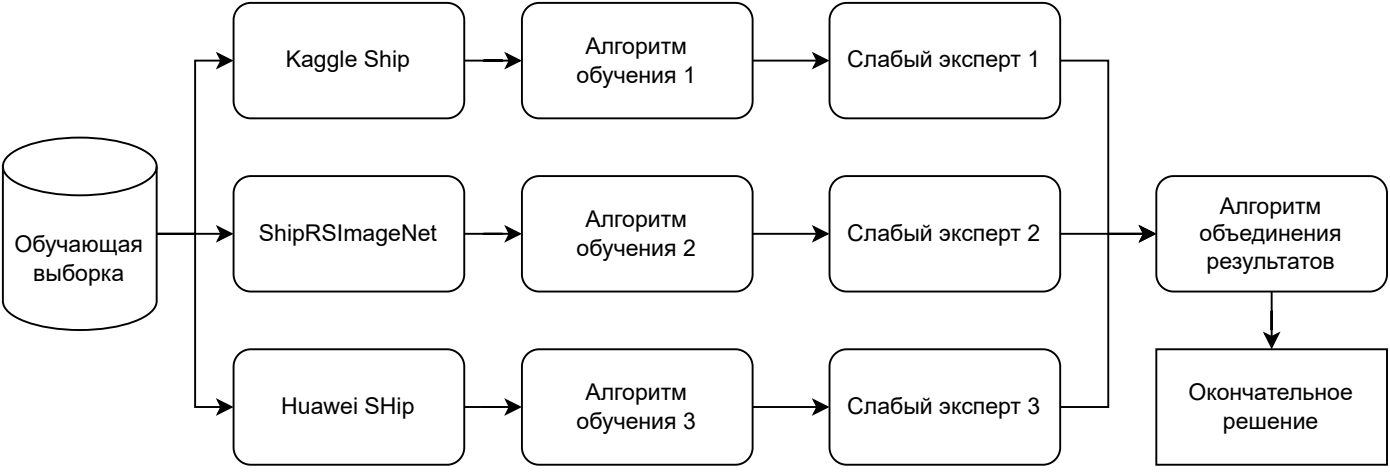 Обучающая
выборка
Kaggle Ship
Алгоритм
обучения 1
Слабый эксперт 1
ShipRSImageNet
Алгоритм
обучения 2
Слабый эксперт 2
Huawei SHip
Алгоритм
обучения 3
Слабый эксперт 3
Алгоритм
объединения
результатов
Окончательное
решение